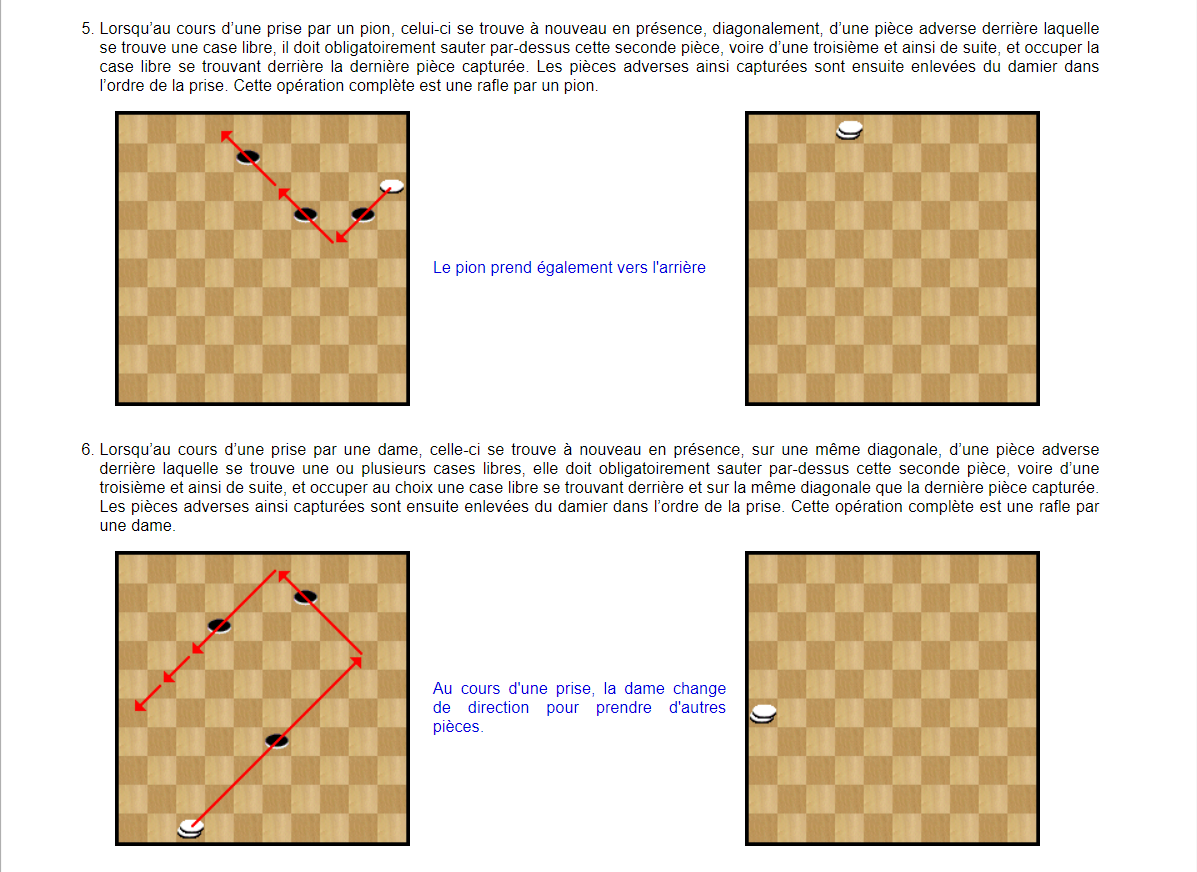 5. Lorsqu’au cours d’une prise par un pion, celui-ci se trouve à nouveau en présence, diagonalement, d’une pièce adverse derrière laquelle
se trouve une case libre, il doit obligatoirement sauter par-dessus cette seconde pièce, voire d’une troisième et ainsi de suite, et occuper la
case libre se trouvant derrière la dernière pièce capturée. Les pièces adverses ainsi capturées sont ensuite enlevées du damier dans
l’ordre de la prise. Cette opération complète est une rafle par un pion.
Le pion prend également vers l'arrière
6. Lorsqu’au cours d’une prise par une dame, celle-ci se trouve à nouveau en présence, sur une même diagonale, d’une pièce adverse
derrière laquelle se trouve une ou plusieurs cases libres, elle doit obligatoirement sauter par-dessus cette seconde pièce, voire d’une
troisième et ainsi de suite, et occuper au choix une case libre se trouvant derrière et sur la même diagonale que la dernière pièce capturée.
Les pièces adverses ainsi capturées sont ensuite enlevées du damier dans l’ordre de la prise. Cette opération complète est une rafle par
une dame.
Au cours d'une prise, la dame change
de direction pour prendre d'autres
pièces.